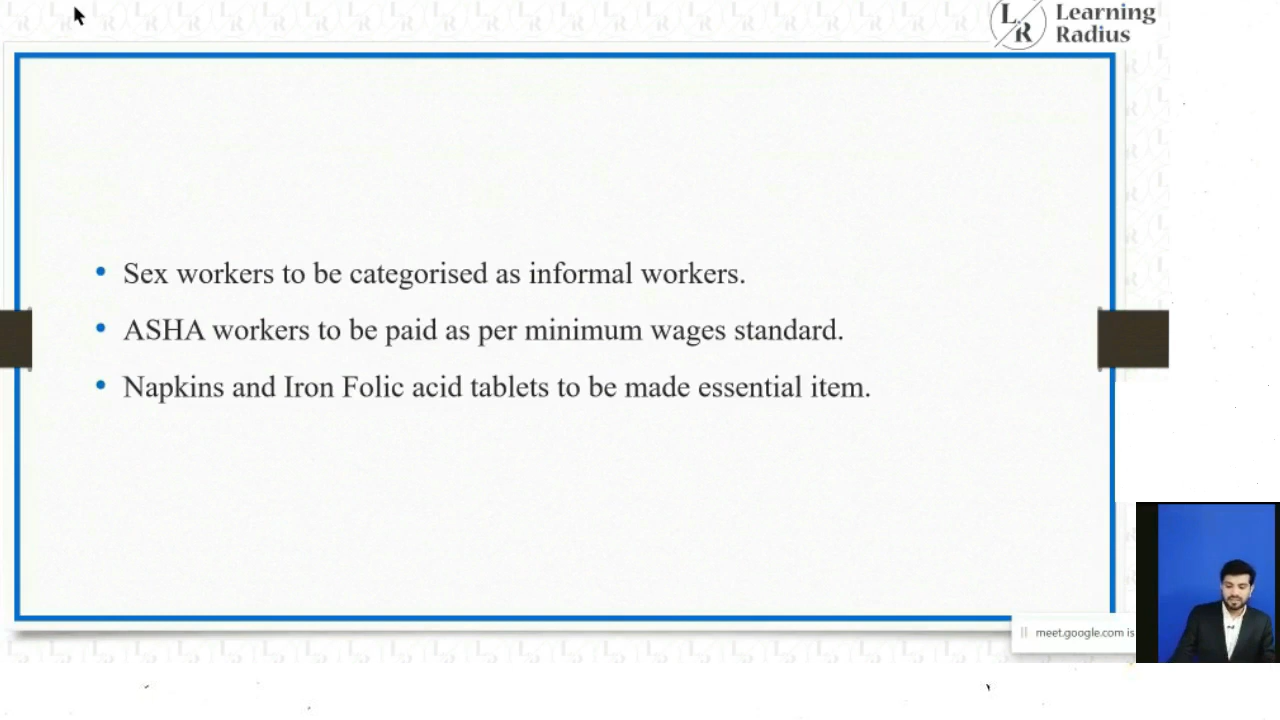 L
R
Learning
Radius
• Sex workers to be categorised as informal workers.
• ASHA workers to be paid as per minimum wages standard.
• Napkins and Iron Folic acid tablets to be made essential item.
meet.google.com is